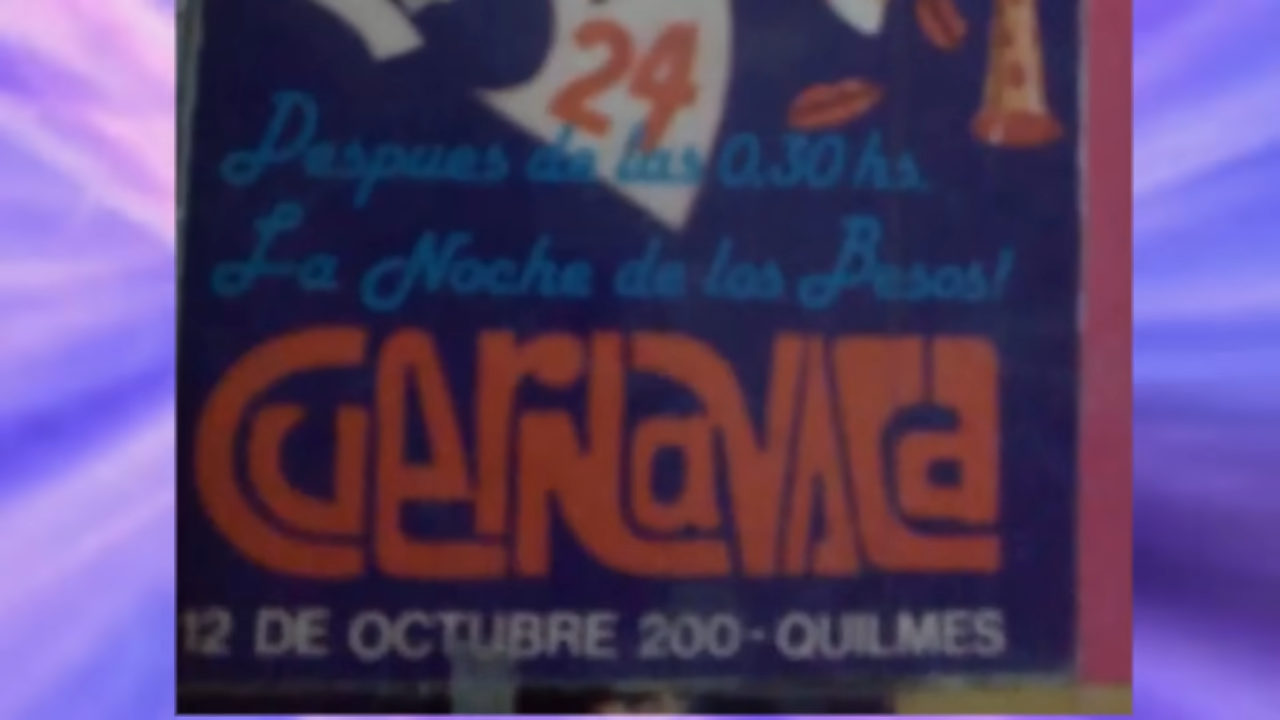 24
Despues de las 0,30 hs.
La Noche de los Besos!
CUERNAVACA
12 DE OCTUBRE 200 - QUILMES